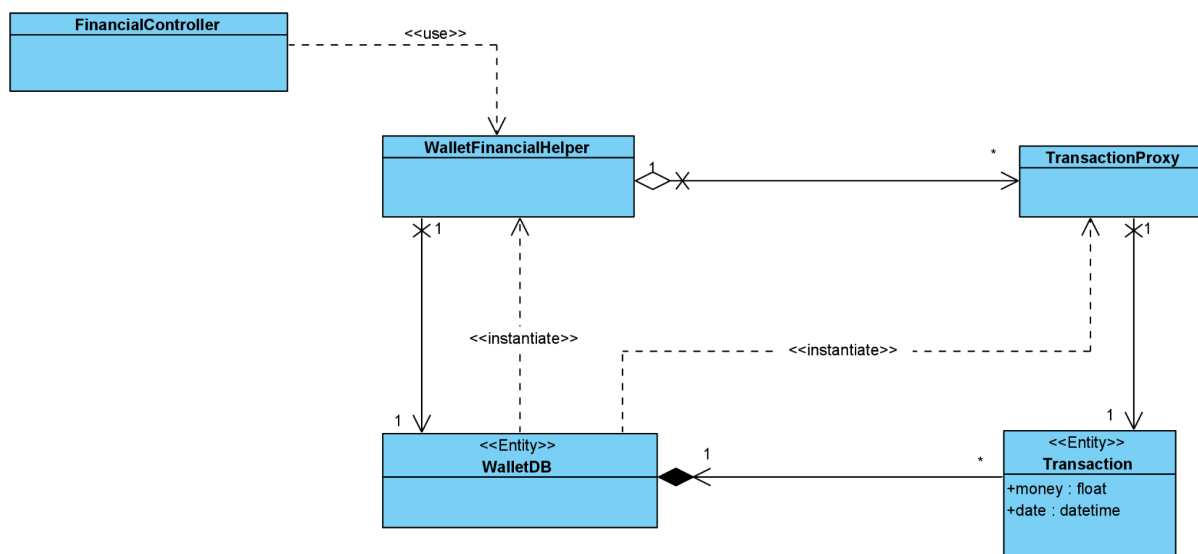 FinancialController
<<use>>
WalletFinancialHelper
1
*
TransactionProxy
1
1
<<instantiate>>
<<instantiate>>
1
1
<<Entity>>
WalletDB
1
*
<<Entity>>
Transaction
+money : float
+date : datetime